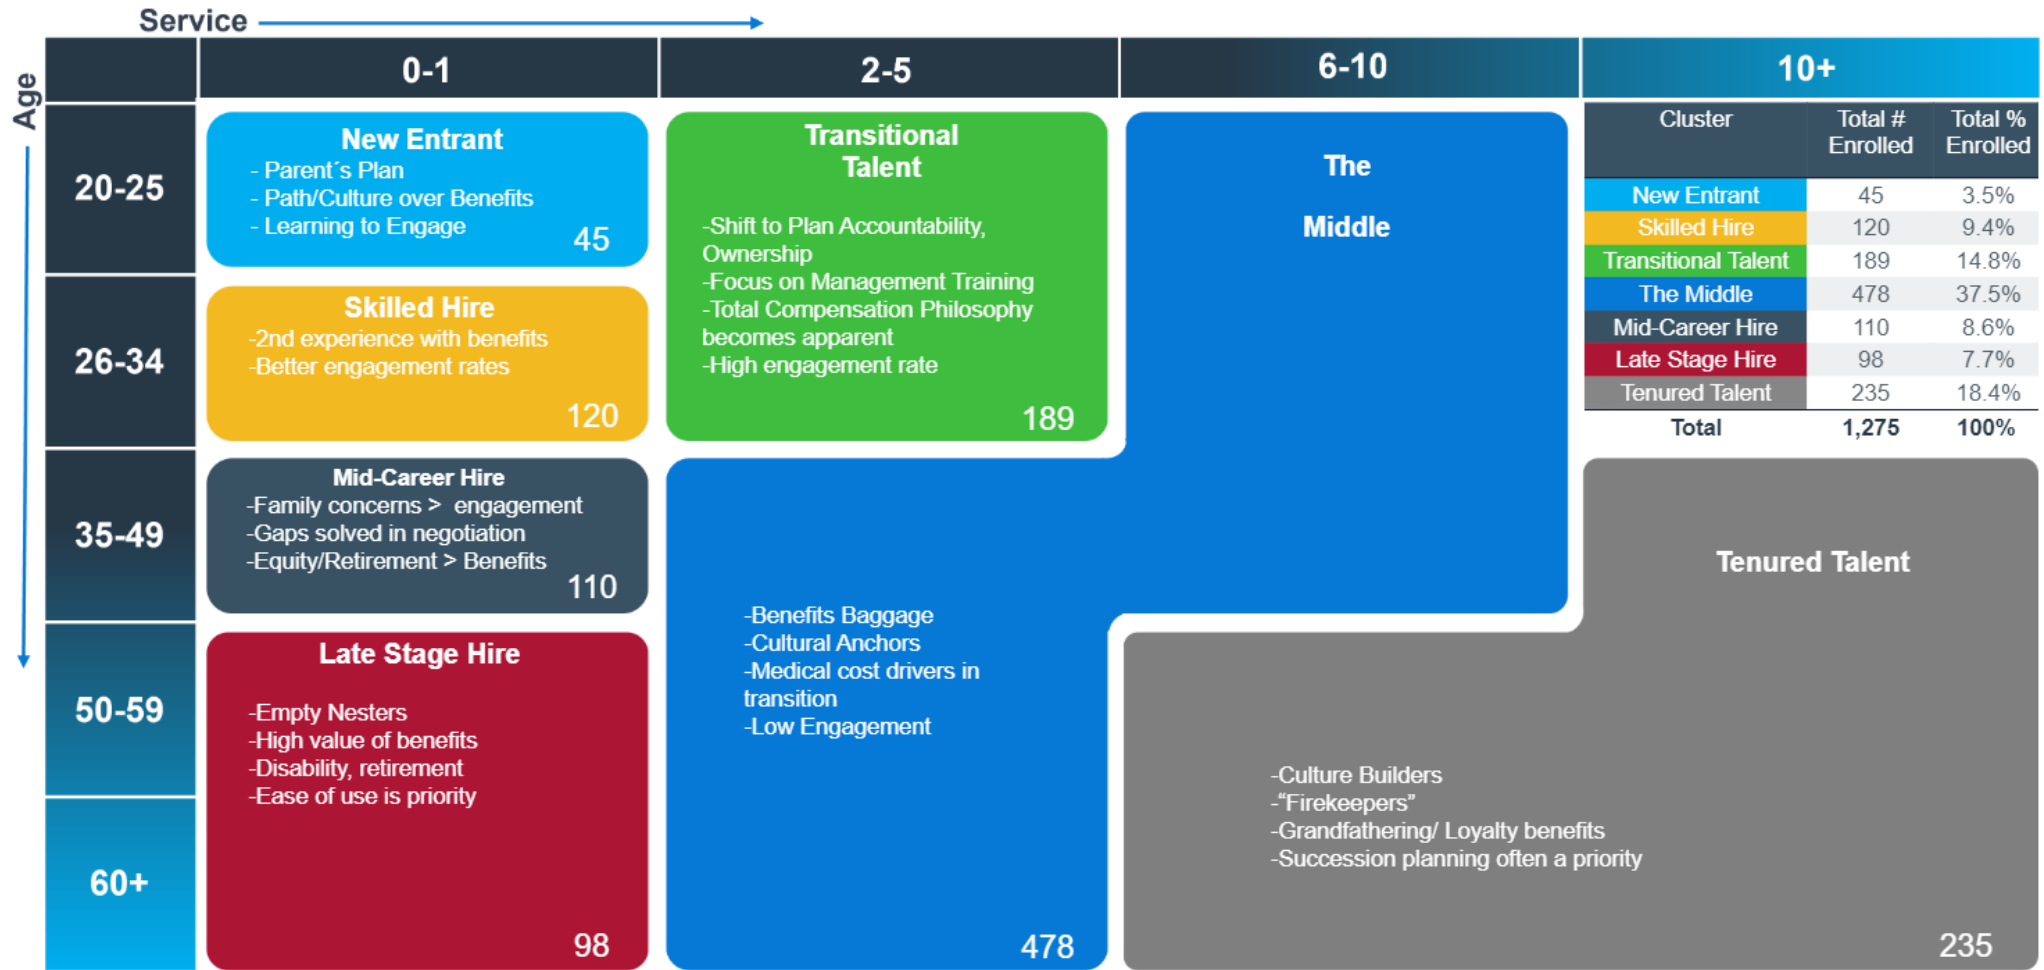 Service
Age
0-1
2-5
6-10
10+
20-25
26-34
35-49
50-59
60+
New Entrant
- Parent´s Plan
- Path/Culture over Benefits
- Learning to Engage
45
Skilled Hire
-2nd experience with benefits
-Better engagement rates
120
Mid-Career Hire
-Family concerns > engagement
-Gaps solved in negotiation
-Equity/Retirement > Benefits
110
Late Stage Hire
-Empty Nesters
-High value of benefits
-Disability, retirement
-Ease of use is priority
98
Transitional
Talent
-Shift to Plan Accountability,
Ownership
-Focus on Management Training
-Total Compensation Philosophy
becomes apparent
-High engagement rate
189
The
Middle
-Benefits Baggage
-Cultural Anchors
-Medical cost drivers in
transition
-Low Engagement
478
Cluster Total # Enrolled Total % Enrolled
New Entrant 45 3.5%
Skilled Hire 120 9.4%
Transitional Talent 189 14.8%
The Middle 478 37.5%
Mid-Career Hire 110 8.6%
Late Stage Hire 98 7.7%
Tenured Talent 235 18.4%
Total 1,275 100%
Tenured Talent
-Culture Builders
-“Firekeepers”
-Grandfathering/ Loyalty benefits
-Succession planning often a priority
235